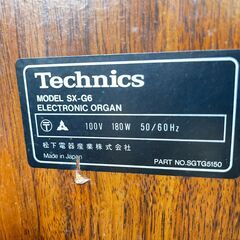 Technics
MODEL SX-G6
ELECTRONIC ORGAN
〒 100V 180W 50/60Hz
松下電器産業株式会社
Made in Japan
PART NO.SGTG5150